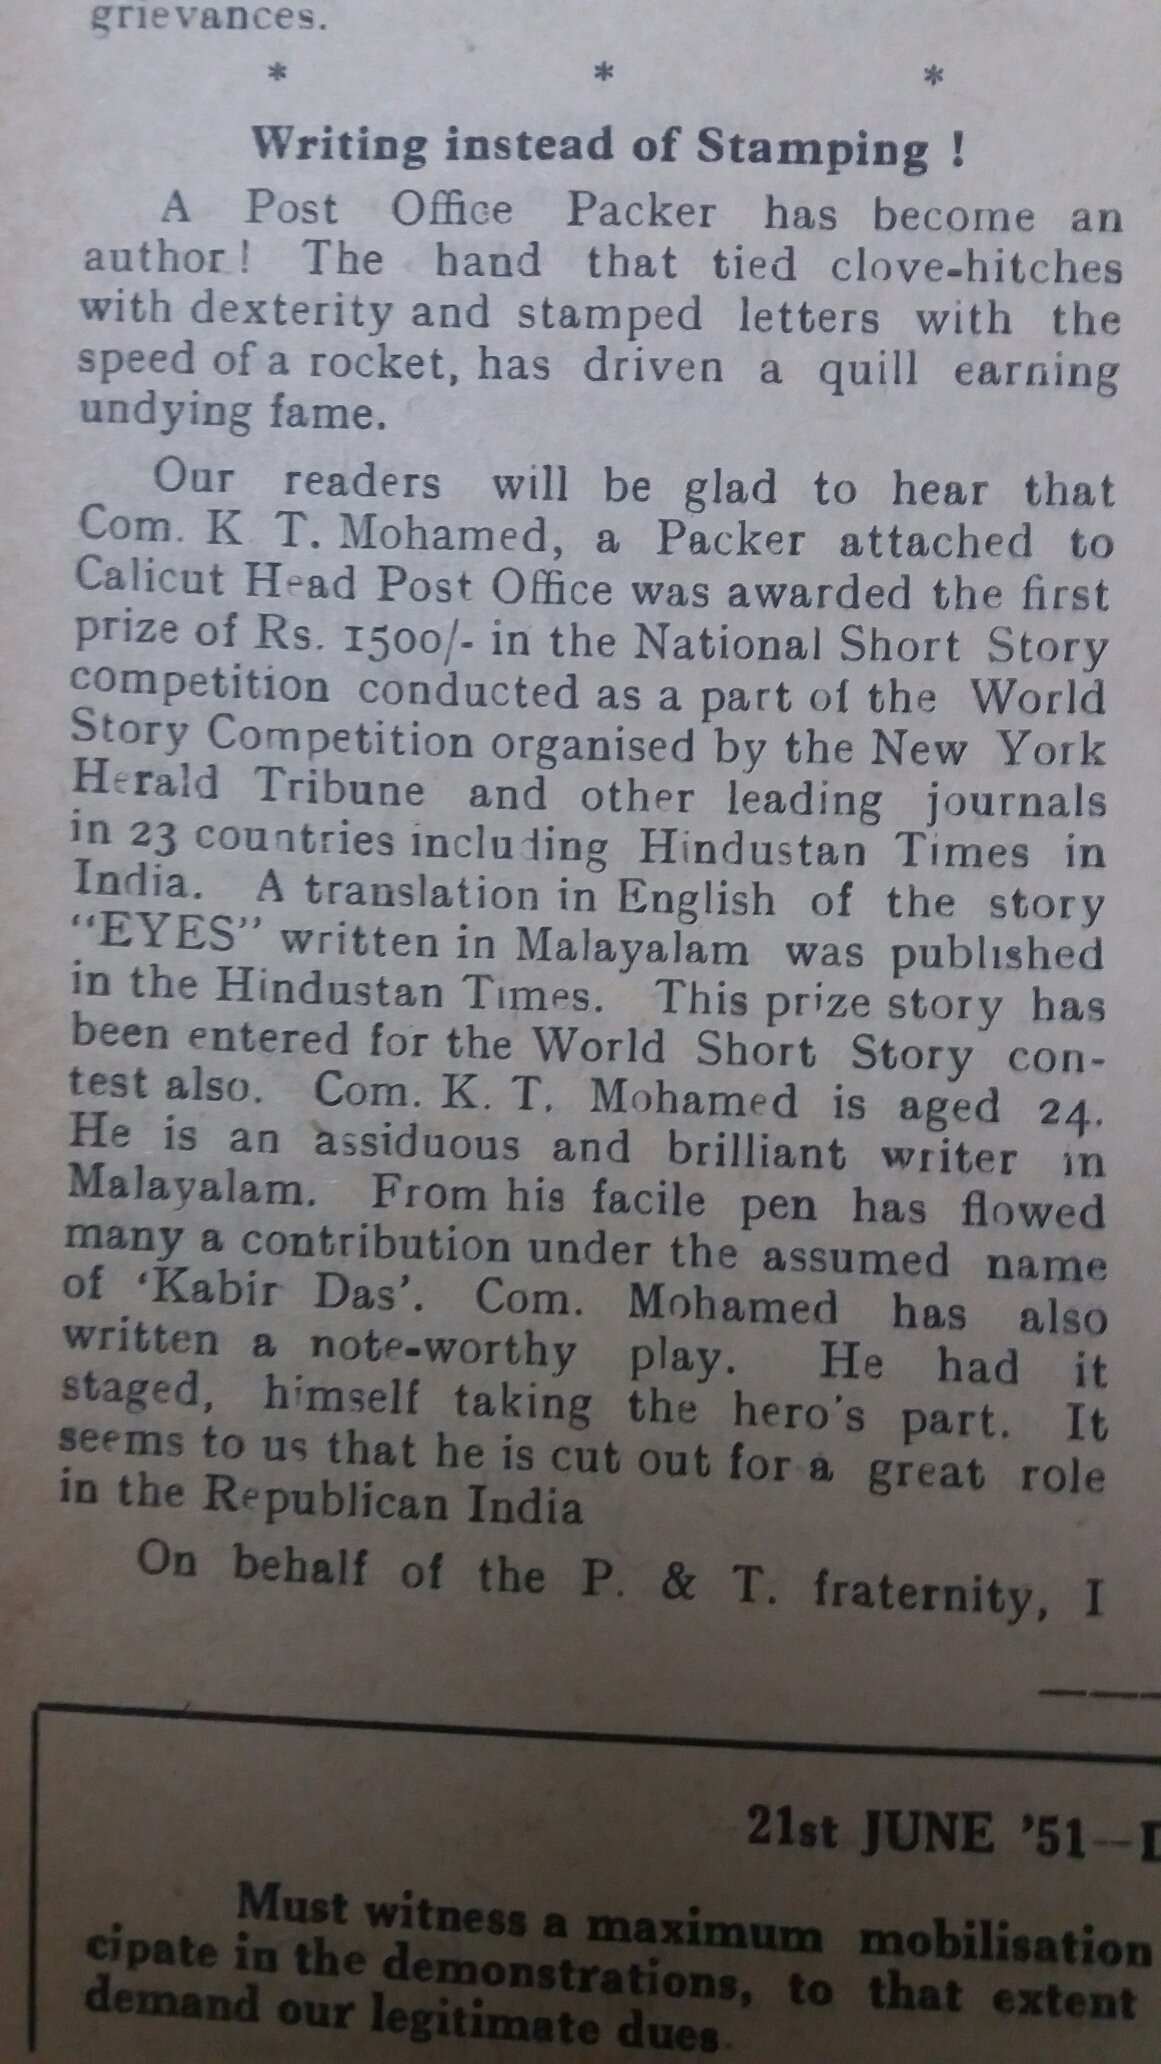 grievances.
* * *
Writing instead of Stamping !
A Post Office Packer has become an
author! The hand that tied clove-hitches
with dexterity and stamped letters with the
speed of a rocket, has driven a quill earning
undying fame.
Our readers will be glad to hear that
Com. K T. Mohamed, a Packer attached to
Calicut Head Post Office was awarded the first
prize of Rs. 1500/- in the National Short Story
competition conducted as a part of the World
Story Competition organised by the New York
Herald Tribune and other leading journals
in 23 countries including Hindustan Times in
India. A translation in English of the story
“EYES” written in Malayalam was published
in the Hindustan Times. This prize story has
been entered for the World Short Story con-
test also. Com. K. T. Mohamed is aged 24.
He is an assiduous and brilliant writer in
Malayalam. From his facile pen has flowed
many a contribution under the assumed name
of ‘Kabir Das’. Com. Mohamed has also
written a note-worthy play. He had it
staged, himself taking the hero's part. It
seems to us that he is cut out for a great role
in the Republican India
On behalf of the P. & T. fraternity, I
21st JUNE ’51—
Must witness a maximum mobilisation
cipate in the demonstrations, to that extent
demand our legitimate dues.